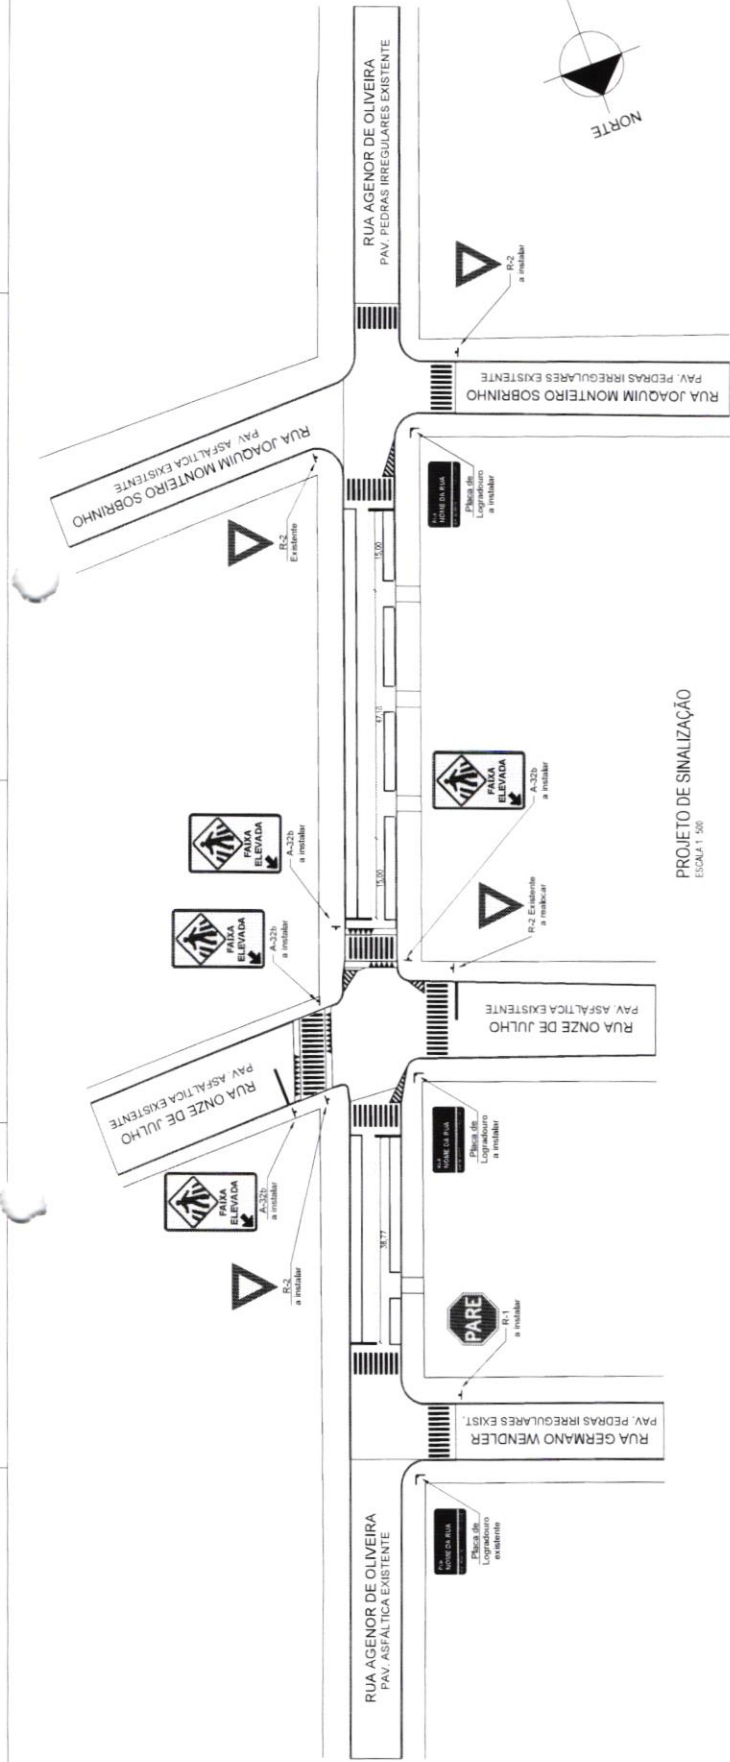 RUA AGENOR DE OLIVEIRA
PAV. ASFÁLTICA EXISTENTE
NOME DA RUA
Placa de
Logradouro
existente
RUA GERMANO WENDLER
PAV. PEDRAS IRREGULARES EXIST.
PARE
R-1
a instalar
R-2
a instalar
FAIXA
ELEVADA
A-32b
a instalar
38,77
RUA ONZE DE JULHO
PAV. ASFÁLTICA EXISTENTE
NOME DA RUA
Placa de
Logradouro
a instalar
RUA ONZE DE JULHO
PAV. ASFÁLTICA EXISTENTE
R-2 Existente
a realocar
FAIXA
ELEVADA
A-32b
a instalar
FAIXA
ELEVADA
A-32b
a instalar
FAIXA
ELEVADA
A-32b
a instalar
15,00
47,10
15,00
R-2
Existente
RUA JOAQUIM MONTEIRO SOBRINHO
PAV. ASFÁLTICA EXISTENTE
NOME DA RUA
Placa de
Logradouro
a instalar
RUA JOAQUIM MONTEIRO SOBRINHO
PAV. PEDRAS IRREGULARES EXISTENTE
R-2
a instalar
RUA AGENOR DE OLIVEIRA
PAV. PEDRAS IRREGULARES EXISTENTE
NORTE
PROJETO DE SINALIZAÇÃO
ESCALA 1 : 500